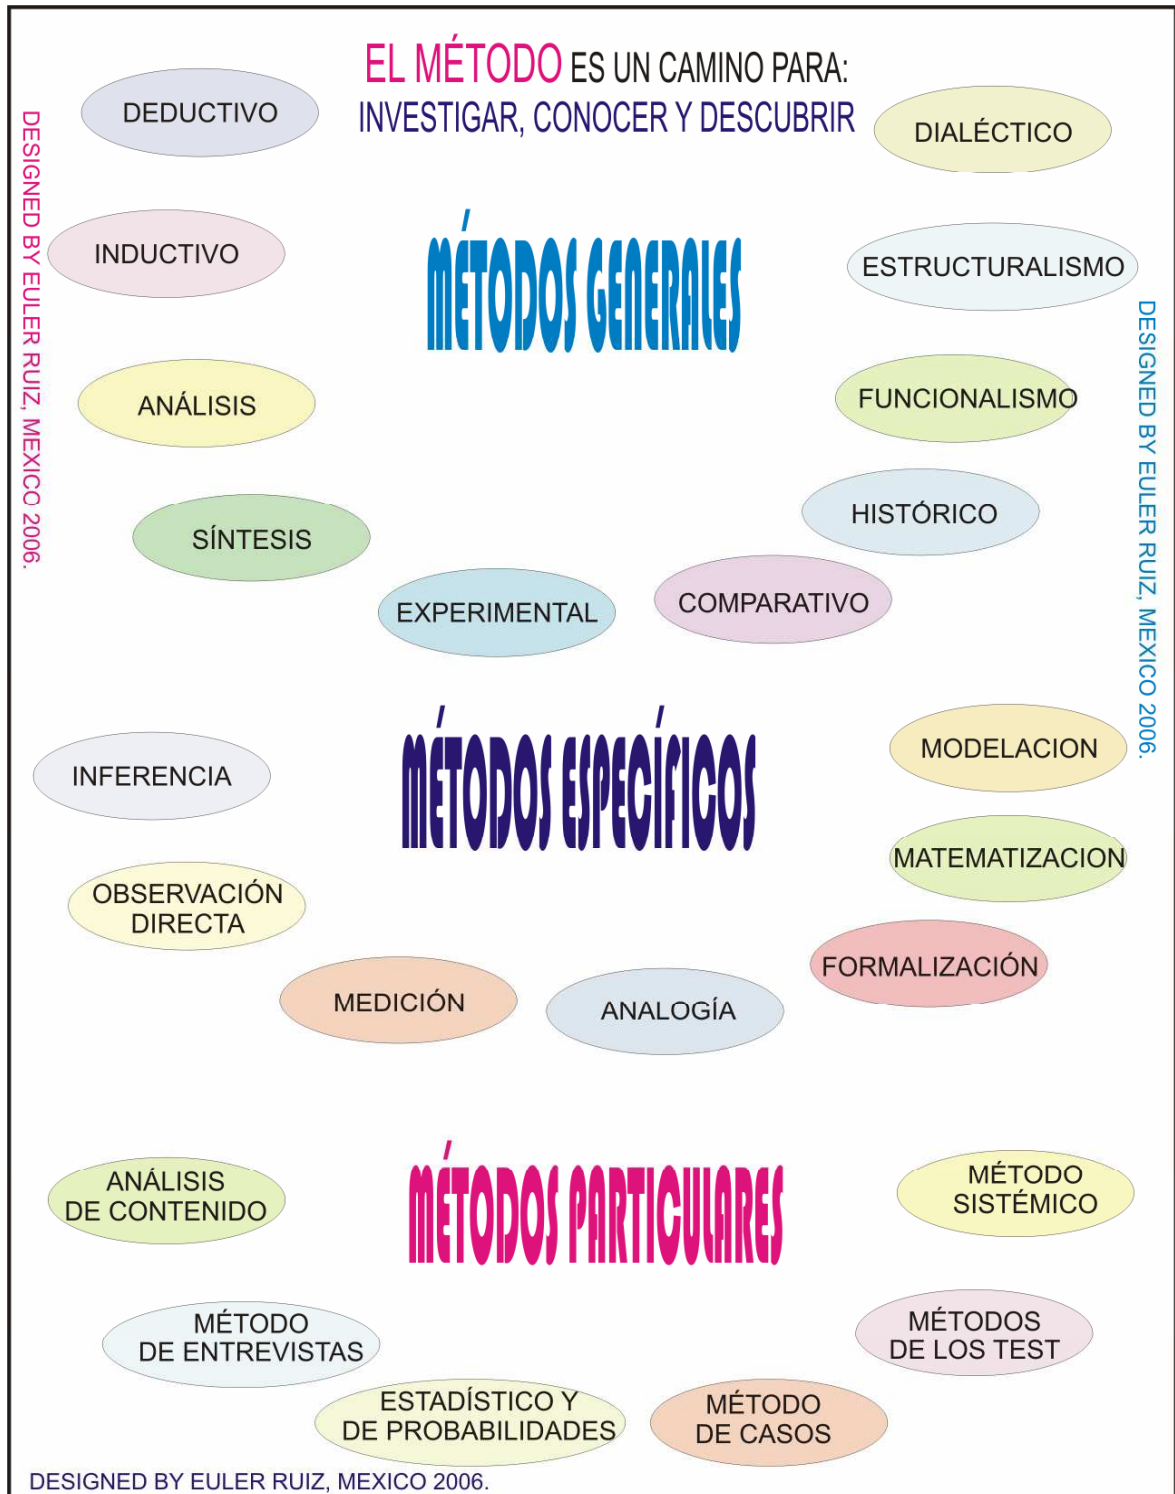 EL MÉTODO ES UN CAMINO PARA:
INVESTIGAR, CONOCER Y DESCUBRIR
DESIGNED BY EULER RUIZ, MEXICO 2006.
DESIGNED BY EULER RUIZ, MEXICO 2006.
MÉTODOS GENERALES
DEDUCTIVO
INDUCTIVO
ANÁLISIS
SÍNTESIS
EXPERIMENTAL
COMPARATIVO
HISTÓRICO
FUNCIONALISMO
ESTRUCTURALISMO
DIALÉCTICO
MÉTODOS ESPECÍFICOS
INFERENCIA
OBSERVACIÓN
DIRECTA
MEDICIÓN
ANALOGÍA
FORMALIZACIÓN
MATEMATIZACION
MODELACION
MÉTODOS PARTICULARES
ANÁLISIS
DE CONTENIDO
MÉTODO
DE ENTREVISTAS
ESTADÍSTICO Y
DE PROBABILIDADES
MÉTODO
DE CASOS
MÉTODOS
DE LOS TEST
MÉTODO
SISTÉMICO
DESIGNED BY EULER RUIZ, MEXICO 2006.